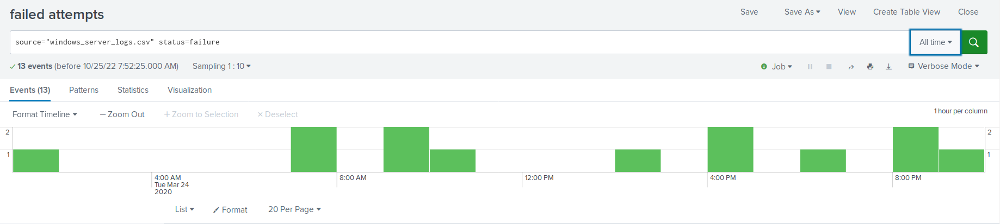 failed attempts
Save Save As View Create Table View Close
source="windows_server_logs.csv" status=failure
All time
13 events (before 10/25/22 7:52:25.000 AM) Sampling 1 : 10
Job Verbose Mode
Events (13) Patterns Statistics Visualization
Format Timeline — Zoom Out + Zoom to Selection × Deselect
1 hour per column
2 2
1 1
4:00 AM 8:00 AM 12:00 PM 4:00 PM 8:00 PM
Tue Mar 24
2020
List Format 20 Per Page